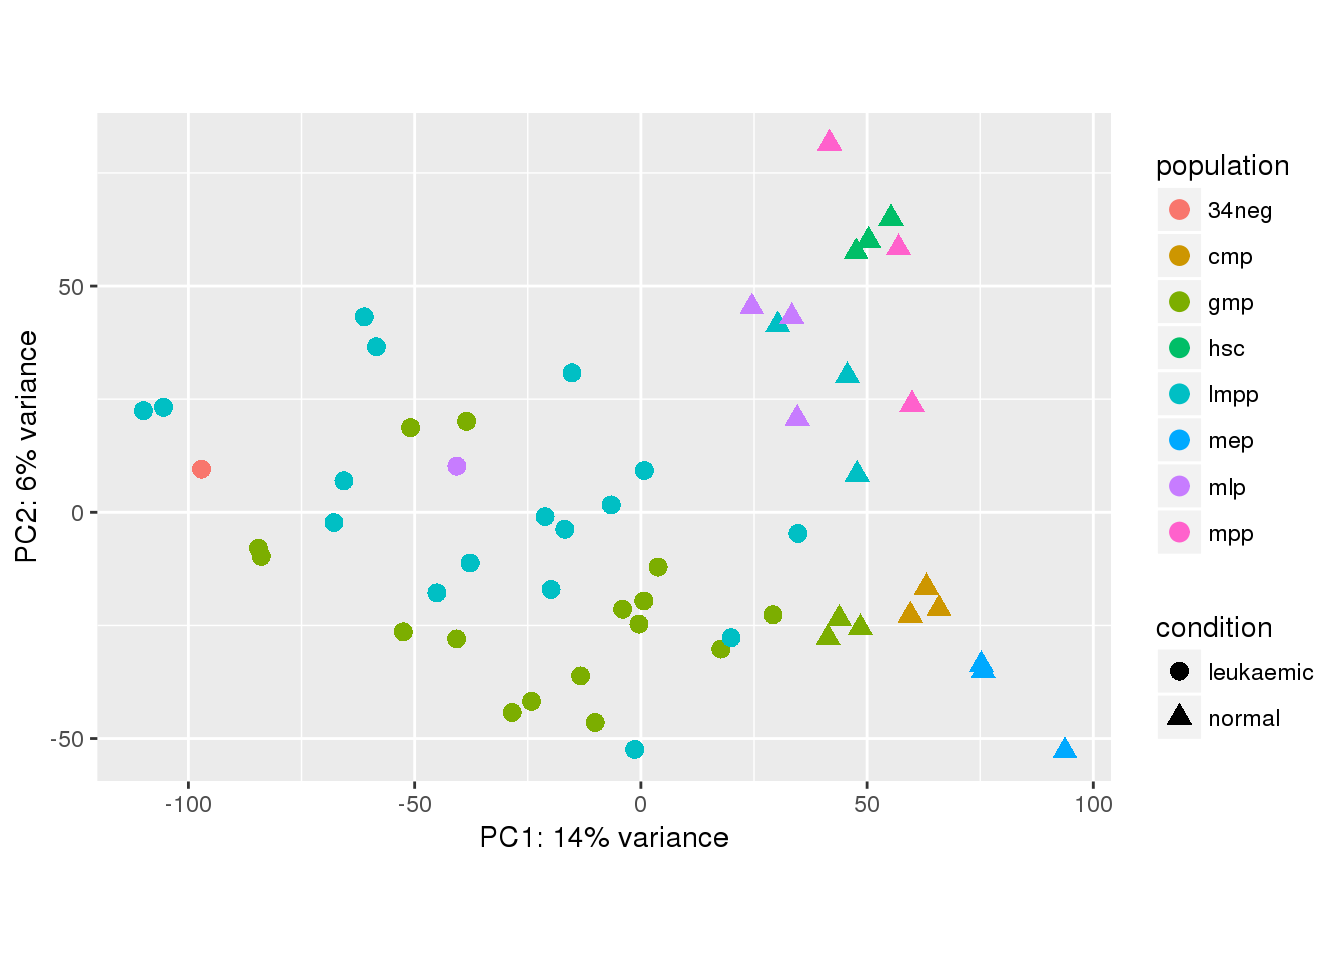 population
34neg
cmp
gmp
hsc
lmpp
mep
mlp
mpp
condition
leukaemic
normal
PC2: 6% variance
50
0
-50
-100
-50
0
50
100
PC1: 14% variance